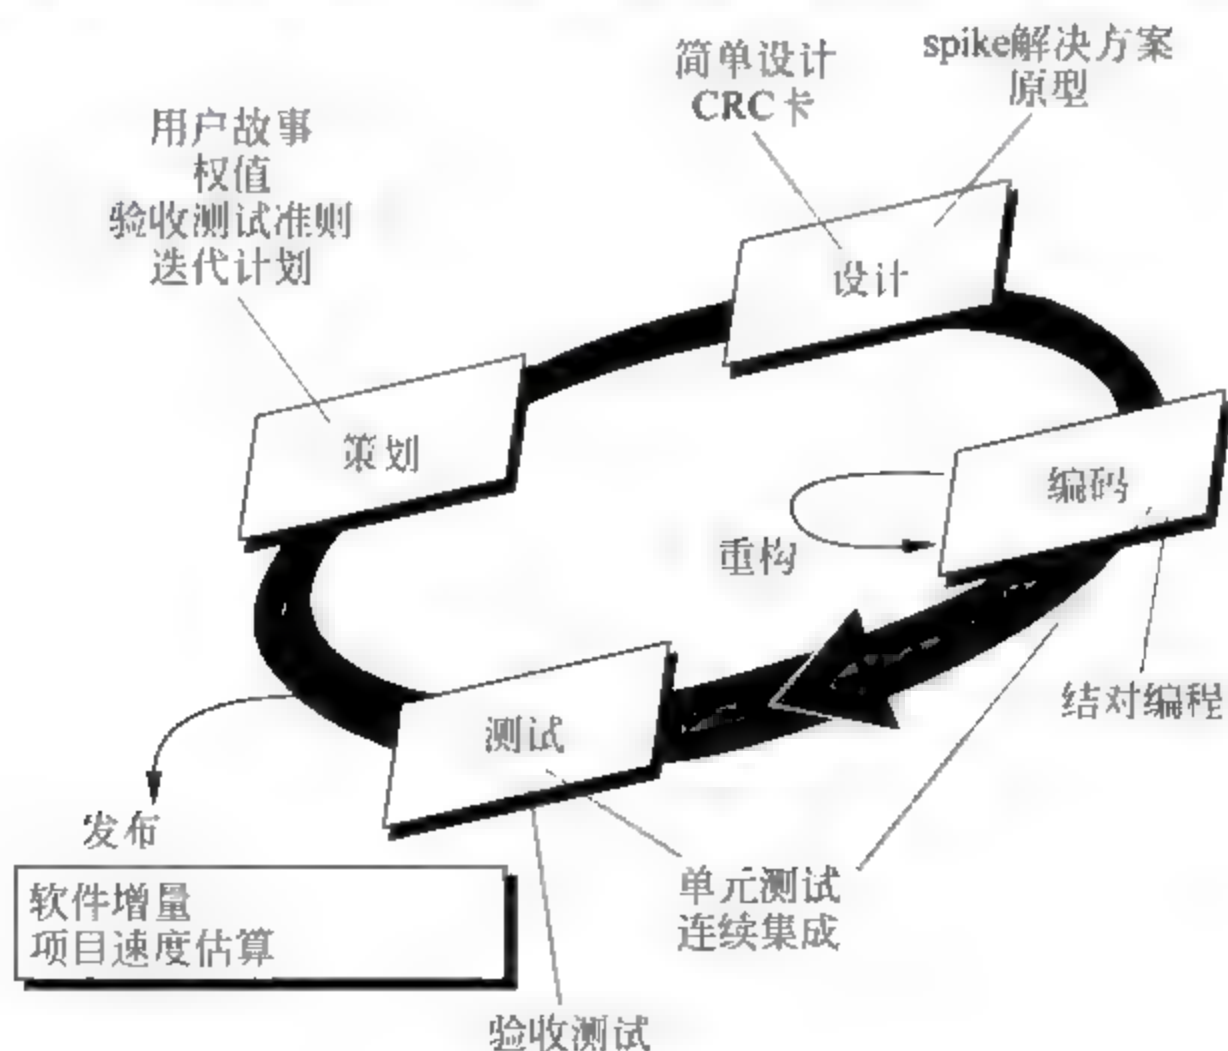 简单设计
CRC卡
spike解决方案
原型
用户故事
权值
验收测试准则
迭代计划
设计
策划
编码
重构
结对编程
测试
发布
软件增量
项目速度估算
单元测试
连续集成
验收测试